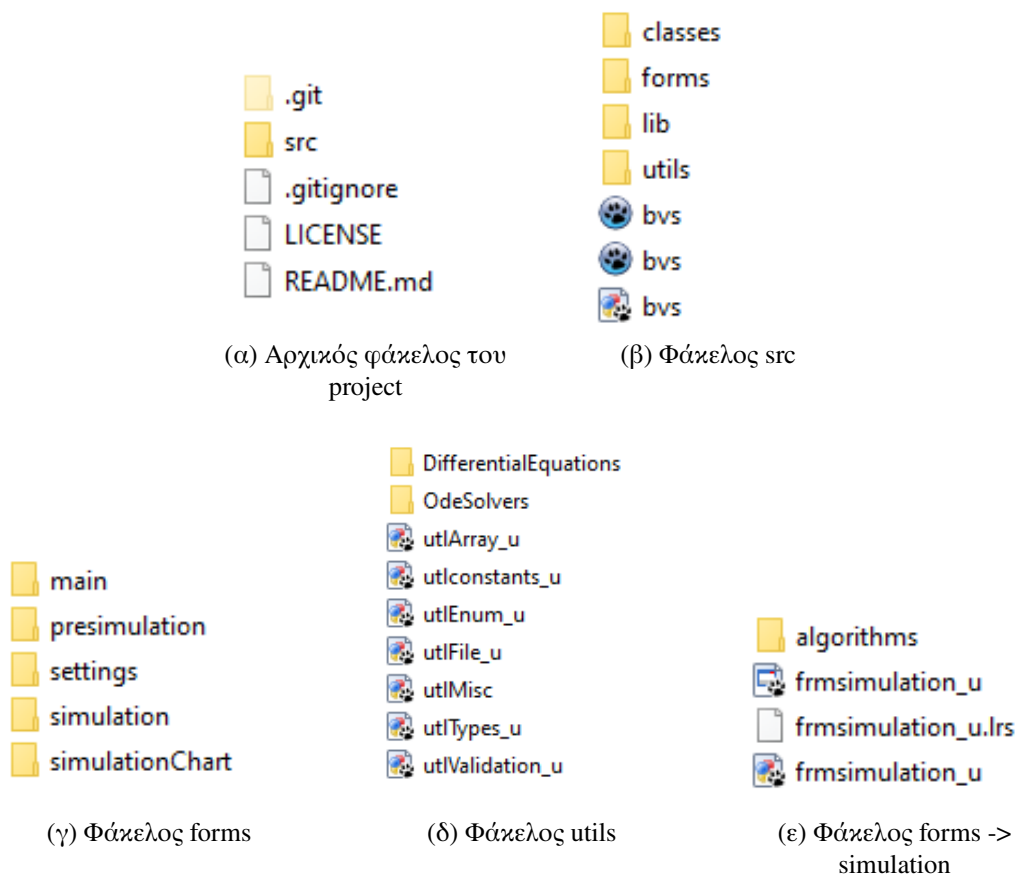 .git
src
.gitignore
LICENSE
README.md
(α) Αρχικός φάκελος του
project
classes
forms
lib
utils
bvs
bvs
bvs
(β) Φάκελος src
main
presimulation
settings
simulation
simulationChart
(γ) Φάκελος forms
DifferentialEquations
OdeSolvers
utlArray_u
utlconstants_u
utlEnum_u
utlFile_u
utlMisc
utlTypes_u
utlValidation_u
(δ) Φάκελος utils
algorithms
frmsimulation_u
frmsimulation_u.lrs
frmsimulation_u
(ε) Φάκελος forms ->
simulation